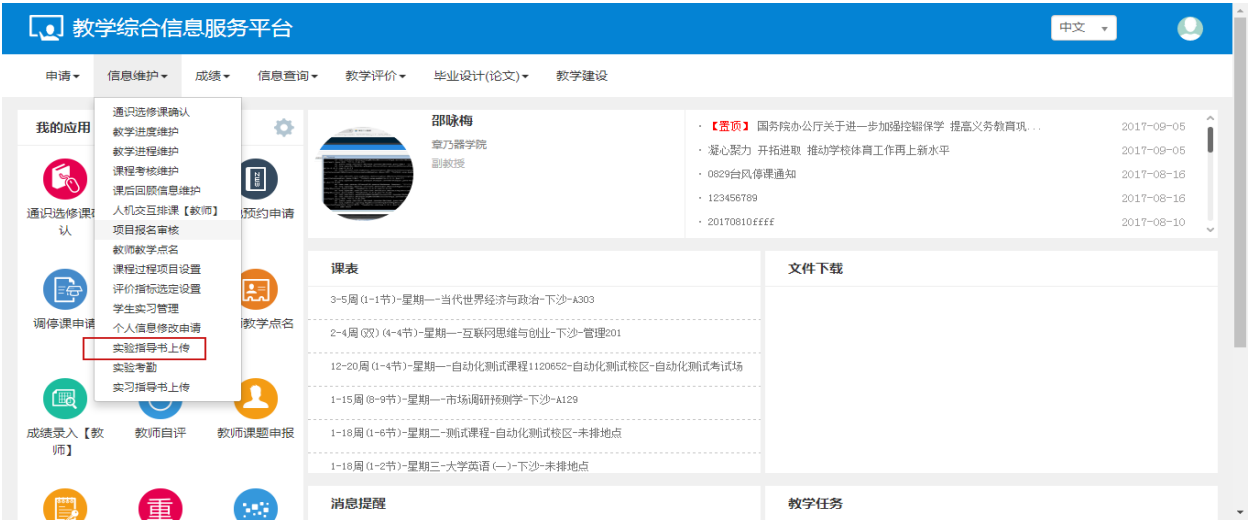 教学综合信息服务平台
中文
申请 信息维护 成绩 信息查询 教学评价 毕业设计(论文) 教学建设
我的应用
通识选修课确认
教学进度维护
教学进程维护
课程考核维护
课后回顾信息维护
人机交互排课【教师】
项目报名审核
教师教学点名
课程过程项目设置
评价指标选定设置
学生实习管理
个人信息修改申请
实验指导书上传
实验考勤
实习指导书上传
通识选修课
认
预约申请
调停课申请
教学点名
成绩录入【教
师】
教师自评
教师课题申报
重
邵咏梅
章乃器学院
副教授
· 【置顶】 国务院办公厅关于进一步加强控辍保学 提高义务教育巩... 2017-09-05
· 凝心聚力 开拓进取 推动学校体育工作再上新水平 2017-09-05
· 0829台风停课通知 2017-08-16
· 123456789 2017-08-16
· 20170810ffff 2017-08-10
课表
3-5周(1-1节)-星期一-当代世界经济与政治-下沙-A303
2-4周(双)(4-4节)-星期一-互联网思维与创业-下沙-管理201
12-20周(1-4节)-星期一-自动化测试课程1120652-自动化测试校区-自动化测试考试场
1-15周(8-9节)-星期一-市场调研预测学-下沙-A129
1-18周(1-6节)-星期二-测试课程-自动化测试校区-未排地点
1-18周(1-2节)-星期三-大学英语(一)-下沙-未排地点
文件下载
消息提醒
教学任务